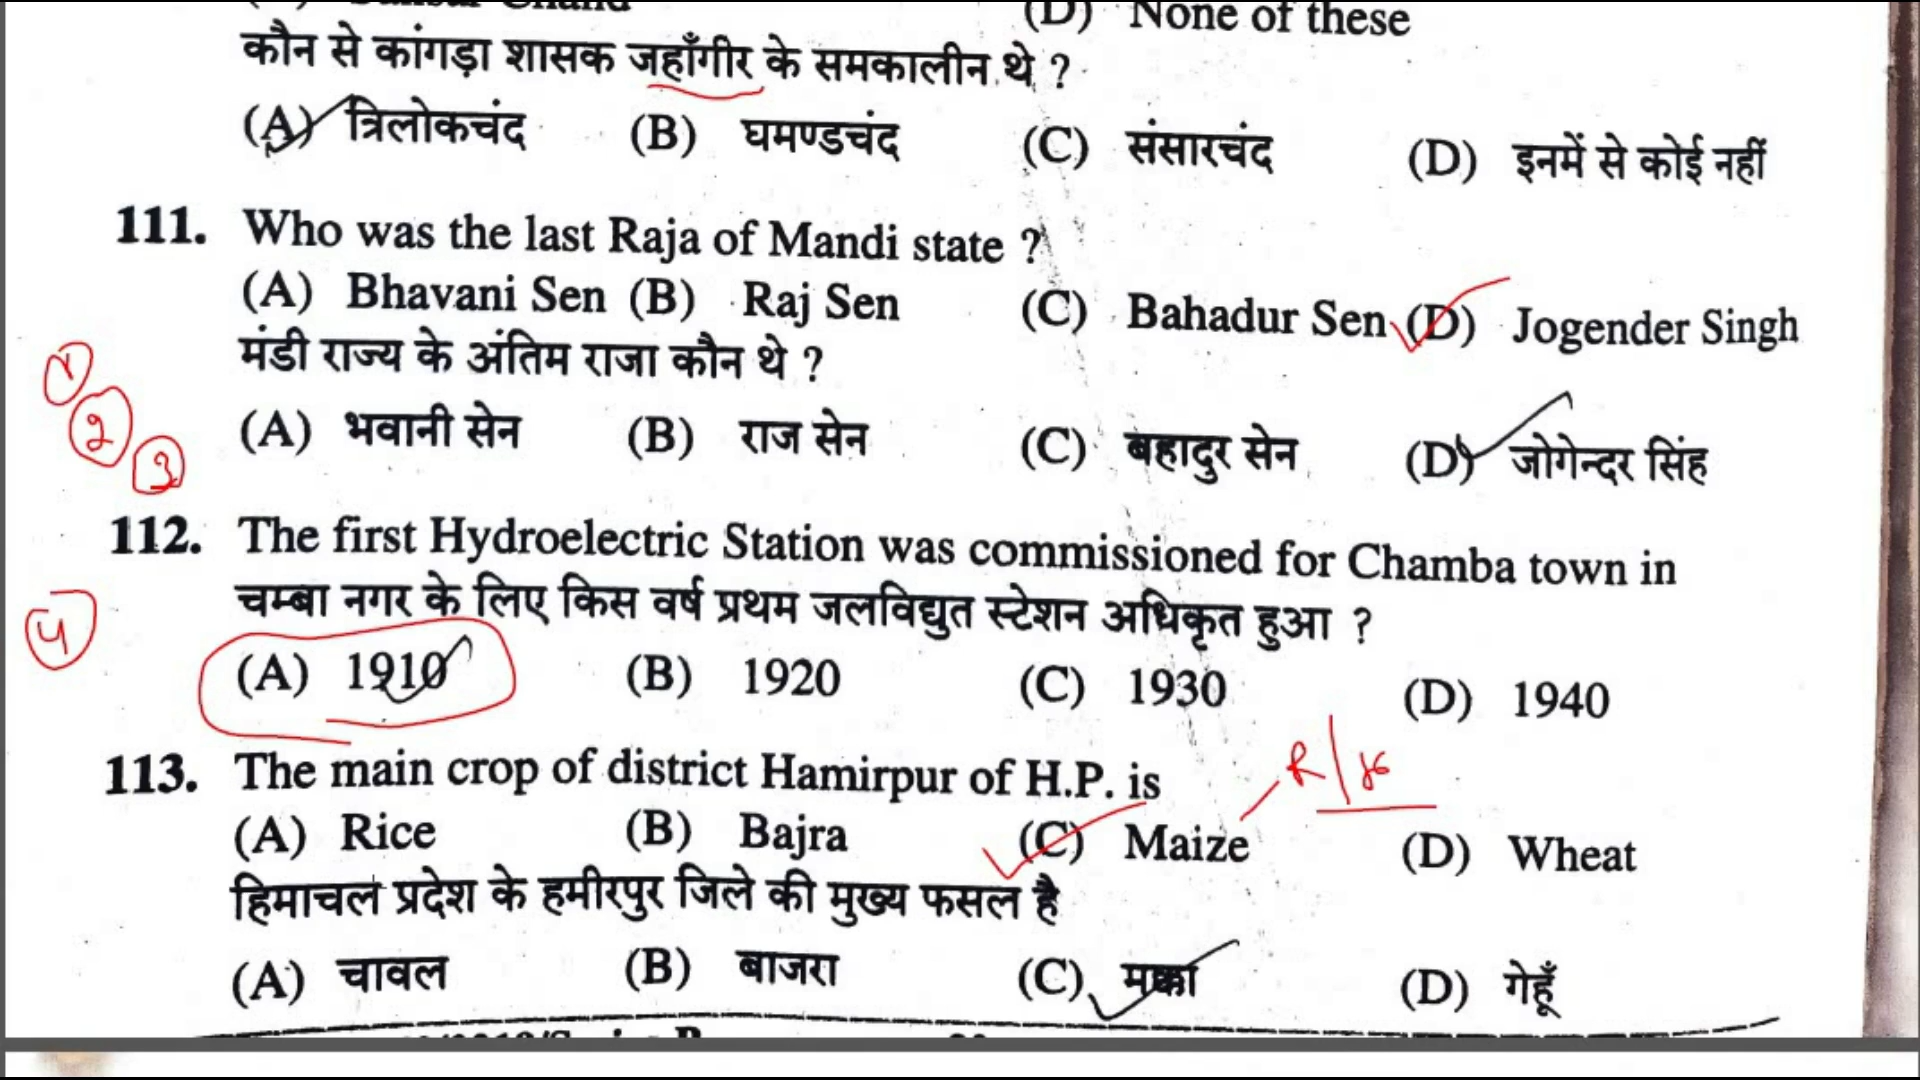 (D) None of these
कौन से कांगड़ा शासक जहाँगीर के समकालीन थे ?
(A) त्रिलोकचंद (B) घमण्डचंद (C) संसारचंद (D) इनमें से कोई नहीं
111. Who was the last Raja of Mandi state ?
(A) Bhavani Sen (B) Raj Sen (C) Bahadur Sen (D) Jogender Singh
मंडी राज्य के अंतिम राजा कौन थे ?
(A) भवानी सेन (B) राज सेन (C) बहादुर सेन (D) जोगेन्दर सिंह
1
2
3
112. The first Hydroelectric Station was commissioned for Chamba town in
चम्बा नगर के लिए किस वर्ष प्रथम जलविद्युत स्टेशन अधिकृत हुआ ?
4
(A) 1910 (B) 1920 (C) 1930 (D) 1940
113. The main crop of district Hamirpur of H.P. is
(A) Rice (B) Bajra (C) Maize (D) Wheat
हिमाचल प्रदेश के हमीरपुर जिले की मुख्य फसल है
(A) चावल (B) बाजरा (C) मक्का (D) गेहूँ